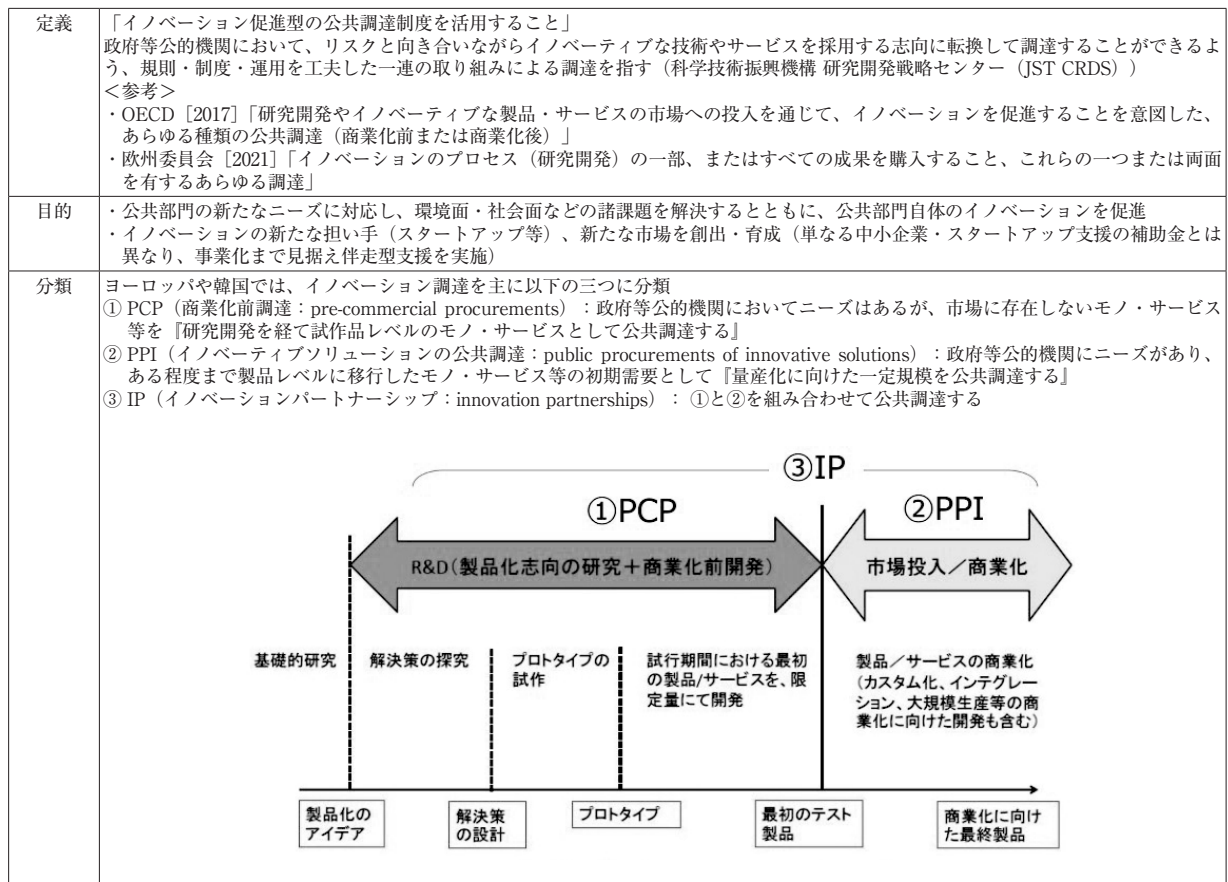 定義
「イノベーション促進型の公共調達制度を活用すること」
政府等公的機関において、リスクと向き合いながらイノベーティブな技術やサービスを採用する志向に転換して調達することができるよ
う、規則・制度・運用を工夫した一連の取り組みによる調達を指す（科学技術振興機構 研究開発戦略センター（JST CRDS））
＜参考＞
・OECD［2017］「研究開発やイノベーティブな製品・サービスの市場への投入を通じて、イノベーションを促進することを意図した、
あらゆる種類の公共調達（商業化前または商業化後）」
・欧州委員会［2021］「イノベーションのプロセス（研究開発）の一部、またはすべての成果を購入すること、これらの一つまたは両面
を有するあらゆる調達」
目的
・公共部門の新たなニーズに対応し、環境面・社会面などの諸課題を解決するとともに、公共部門自体のイノベーションを促進
・イノベーションの新たな担い手（スタートアップ等）、新たな市場を創出・育成（単なる中小企業・スタートアップ支援の補助金とは
異なり、事業化まで見据え伴走型支援を実施）
分類
ヨーロッパや韓国では、イノベーション調達を主に以下の三つに分類
① PCP（商業化前調達：pre-commercial procurements）：政府等公的機関においてニーズはあるが、市場に存在しないモノ・サービス
等を『研究開発を経て試作品レベルのモノ・サービスとして公共調達する』
② PPI（イノベーティブソリューションの公共調達：public procurements of innovative solutions）：政府等公的機関にニーズがあり、
ある程度まで製品レベルに移行したモノ・サービス等の初期需要として『量産化に向けた一定規模を公共調達する』
③ IP（イノベーションパートナーシップ：innovation partnerships）： ①と②を組み合わせて公共調達する
③IP
①PCP
②PPI
R&D(製品化志向の研究＋商業化前開発)
市場投入／商業化
基礎的研究
解決策の探究
プロトタイプの
試作
試行期間における最初
の製品/サービスを、限
定量にて開発
製品／サービスの商業化
(カスタム化、インテグレー
ション、大規模生産等の商
業化に向けた開発も含む)
製品化の
アイデア
解決策
の設計
プロトタイプ
最初のテスト
製品
商業化に向け
た最終製品